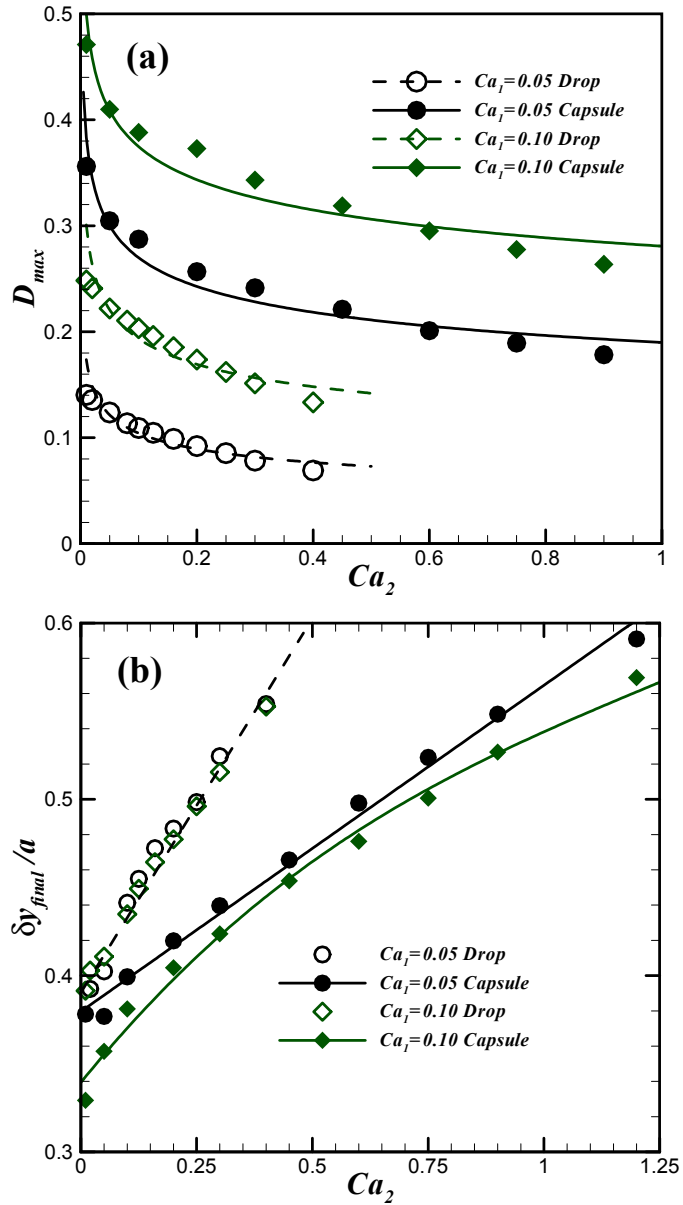 0.5
(a)
Ca1=0.05 Drop
Ca1=0.05 Capsule
Ca1=0.10 Drop
Ca1=0.10 Capsule
0.4
0.3
Dmax
0.2
0.1
0
0 0.2 0.4 0.6 0.8 1
Ca2
0.6
(b)
0.5
δyfinal/a
0.4
Ca1=0.05 Drop
Ca1=0.05 Capsule
Ca1=0.10 Drop
Ca1=0.10 Capsule
0.3
0 0.25 0.5 0.75 1 1.25
Ca2